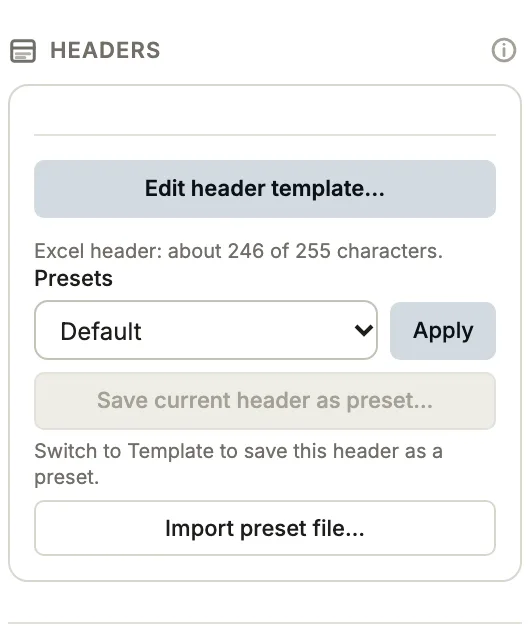 HEADERS
Edit header template...
Excel header: about 246 of 255 characters.
Presets
Default
Apply
Save current header as preset...
Switch to Template to save this header as a
preset.
Import preset file...